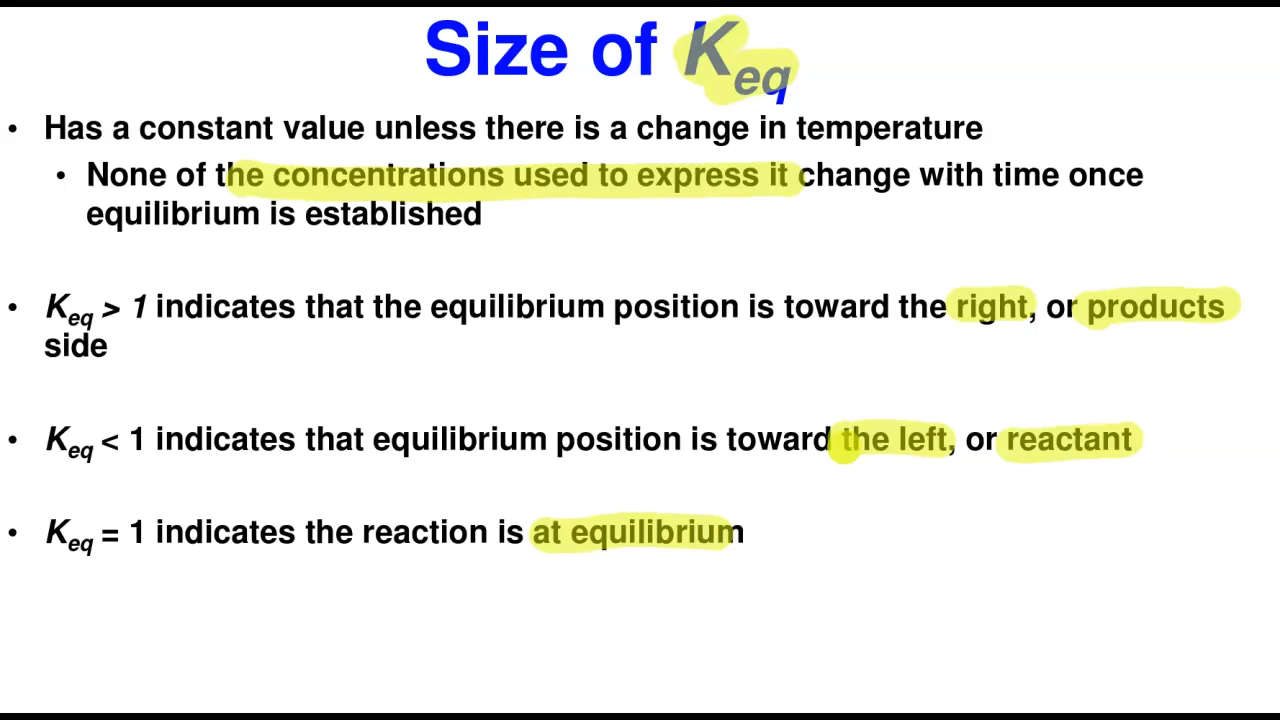 Size of Keq
• Has a constant value unless there is a change in temperature
• None of the concentrations used to express it change with time once
equilibrium is established
• Keq > 1 indicates that the equilibrium position is toward the right, or products
side
• Keq < 1 indicates that equilibrium position is toward the left, or reactant
• Keq = 1 indicates the reaction is at equilibrium